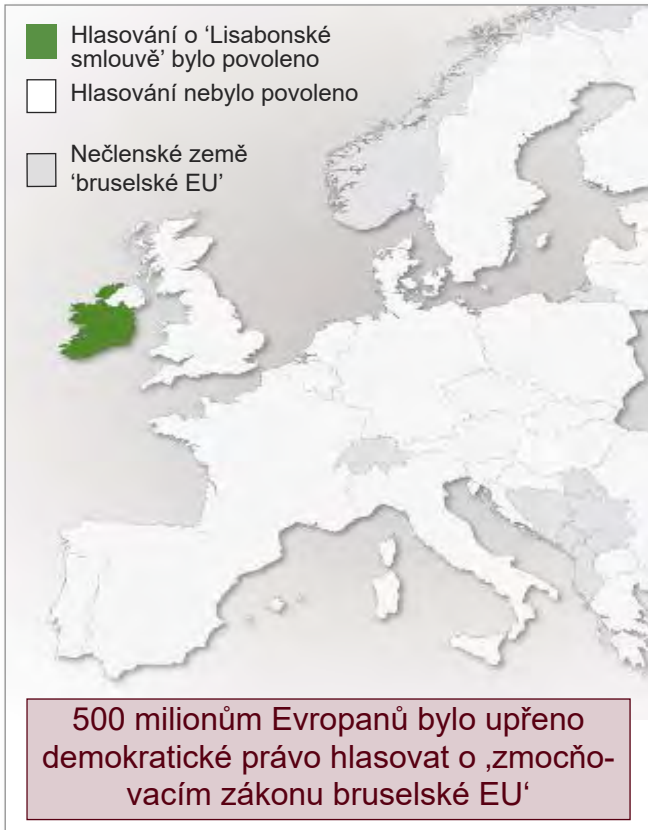 Hlasování o ‘Lisabonské
smlouvě’ bylo povoleno
Hlasování nebylo povoleno
Nečlenské země
‘bruselské EU’
500 milionům Evropanů bylo upřeno
demokratické právo hlasovat o ‚zmocňo-
vacím zákonu bruselské EU‘